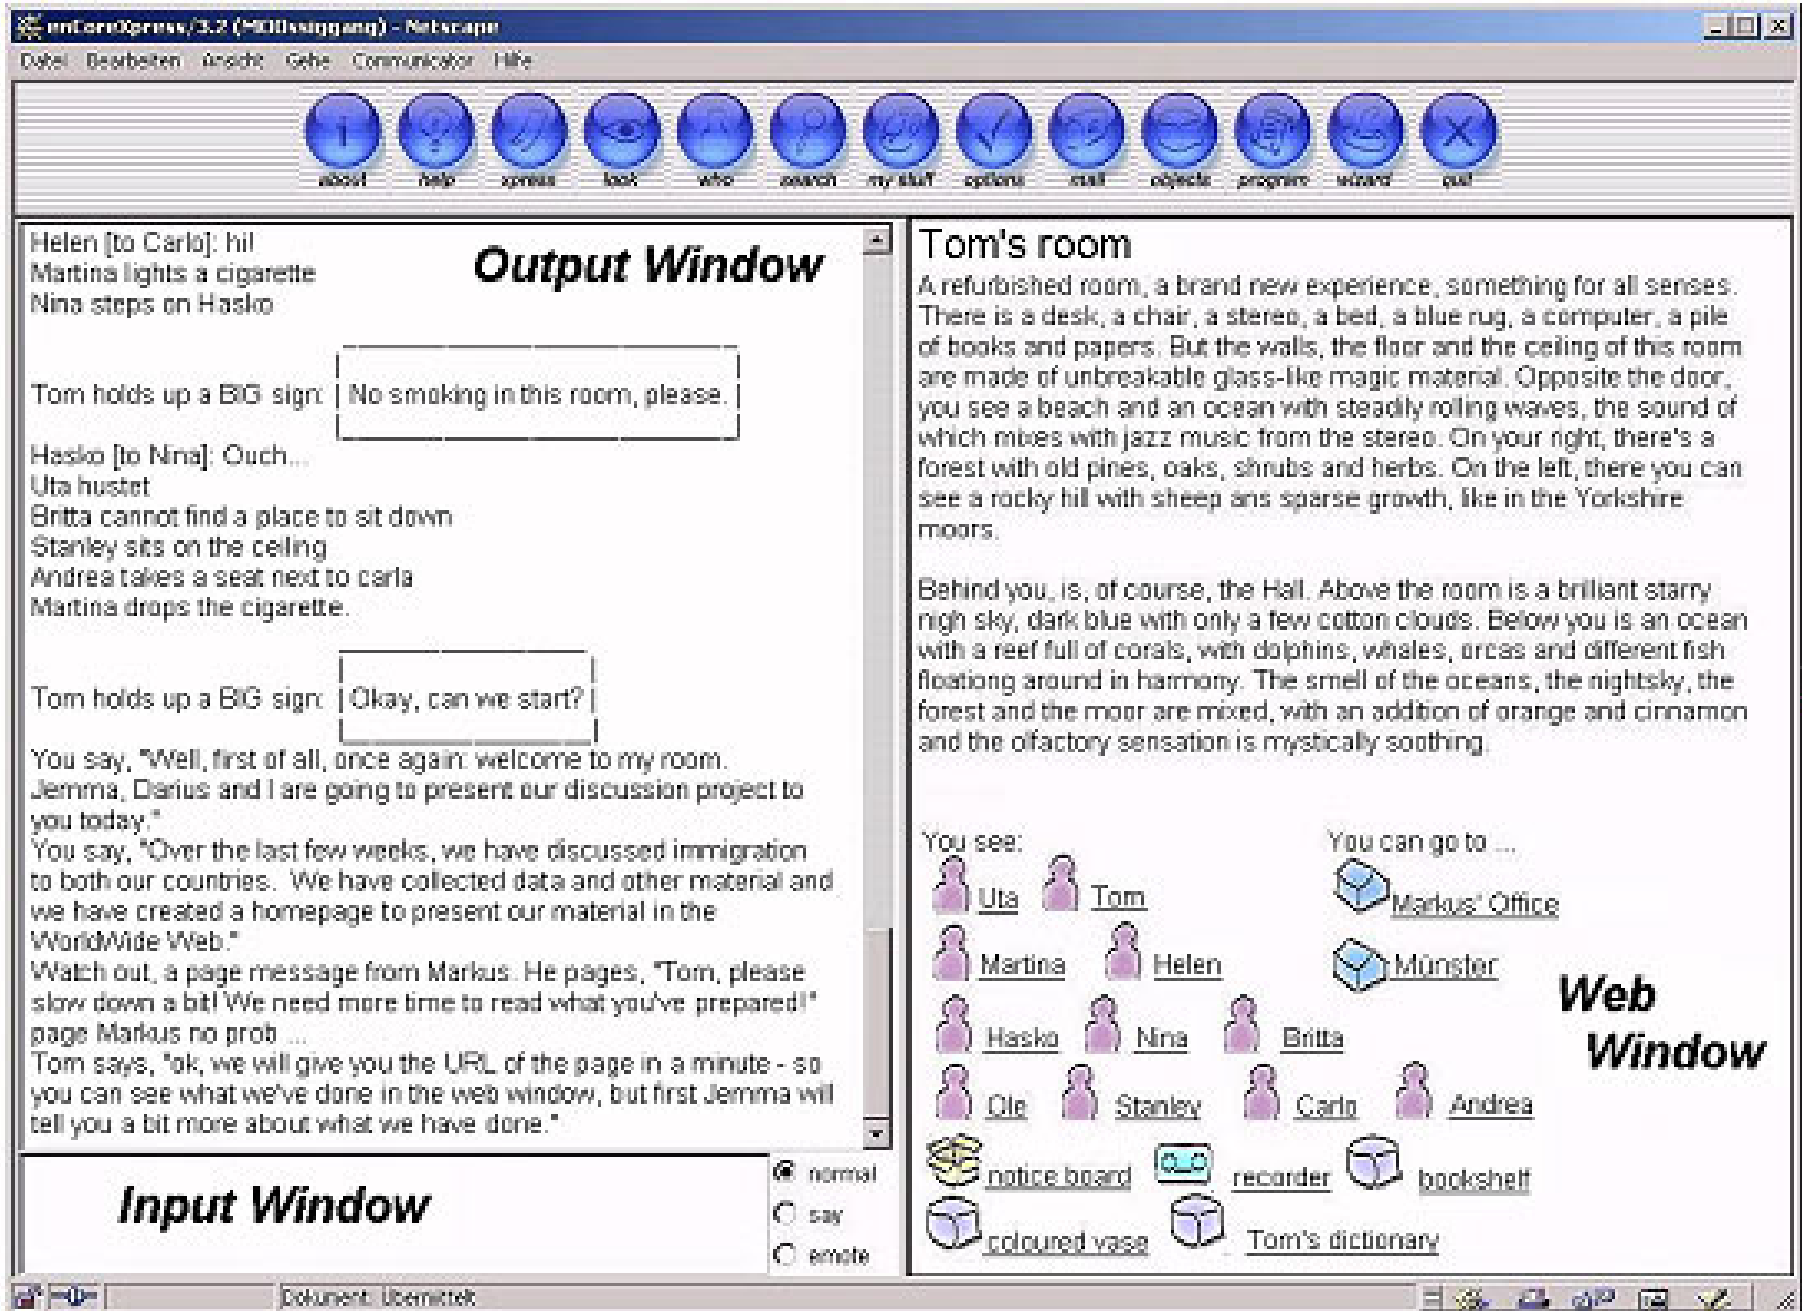 enCoreXpress/3.2 (MOOssiggang) - Netscape
Datei Bearbeiten Ansicht Gehe Communicator Hilfe
about help xpress look who search my stuff options mail objects program wizard quit
Helen [to Carlo]: hi!
Output Window
Martina lights a cigarette
Nina steps on Hasko
Tom holds up a BIG sign: No smoking in this room, please.
Hasko [to Nina]: Ouch...
Uta hustet
Britta cannot find a place to sit down
Stanley sits on the ceiling
Andrea takes a seat next to carla
Martina drops the cigarette.
Tom holds up a BIG sign: Okay, can we start?
You say, "Well, first of all, once again: welcome to my room.
Jemma, Darius and I are going to present our discussion project to
you today."
You say, "Over the last few weeks, we have discussed immigration
to both our countries. We have collected data and other material and
we have created a homepage to present our material in the
WorldWide Web."
Watch out, a page message from Markus. He pages, "Tom, please
slow down a bit! We need more time to read what you've prepared!"
page Markus no prob ...
Tom says, "ok, we will give you the URL of the page in a minute - so
you can see what we've done in the web window, but first Jemma will
tell you a bit more about what we have done."
Input Window
normal
say
emote
Tom's room
A refurbished room, a brand new experience, something for all senses.
There is a desk, a chair, a stereo, a bed, a blue rug, a computer, a pile
of books and papers. But the walls, the floor and the ceiling of this room
are made of unbreakable glass-like magic material. Opposite the door,
you see a beach and an ocean with steadily rolling waves, the sound of
which mixes with jazz music from the stereo. On your right, there's a
forest with old pines, oaks, shrubs and herbs. On the left, there you can
see a rocky hill with sheep ans sparse growth, like in the Yorkshire
moors.
Behind you, is, of course, the Hall. Above the room is a brilliant starry
nigh sky, dark blue with only a few cotton clouds. Below you is an ocean
with a reef full of corals, with dolphins, whales, orcas and different fish
floationg around in harmony. The smell of the oceans, the nightsky, the
forest and the moor are mixed, with an addition of orange and cinnamon
and the olfactory sensation is mystically soothing.
You see:
Uta Tom
Martina Helen
Hasko Nina Britta
Ole Stanley Carlo Andrea
notice board recorder bookshelf
coloured vase Tom's dictionary
You can go to ...
Markus' Office
Münster
Web
Window
Dokument: Übermittelt